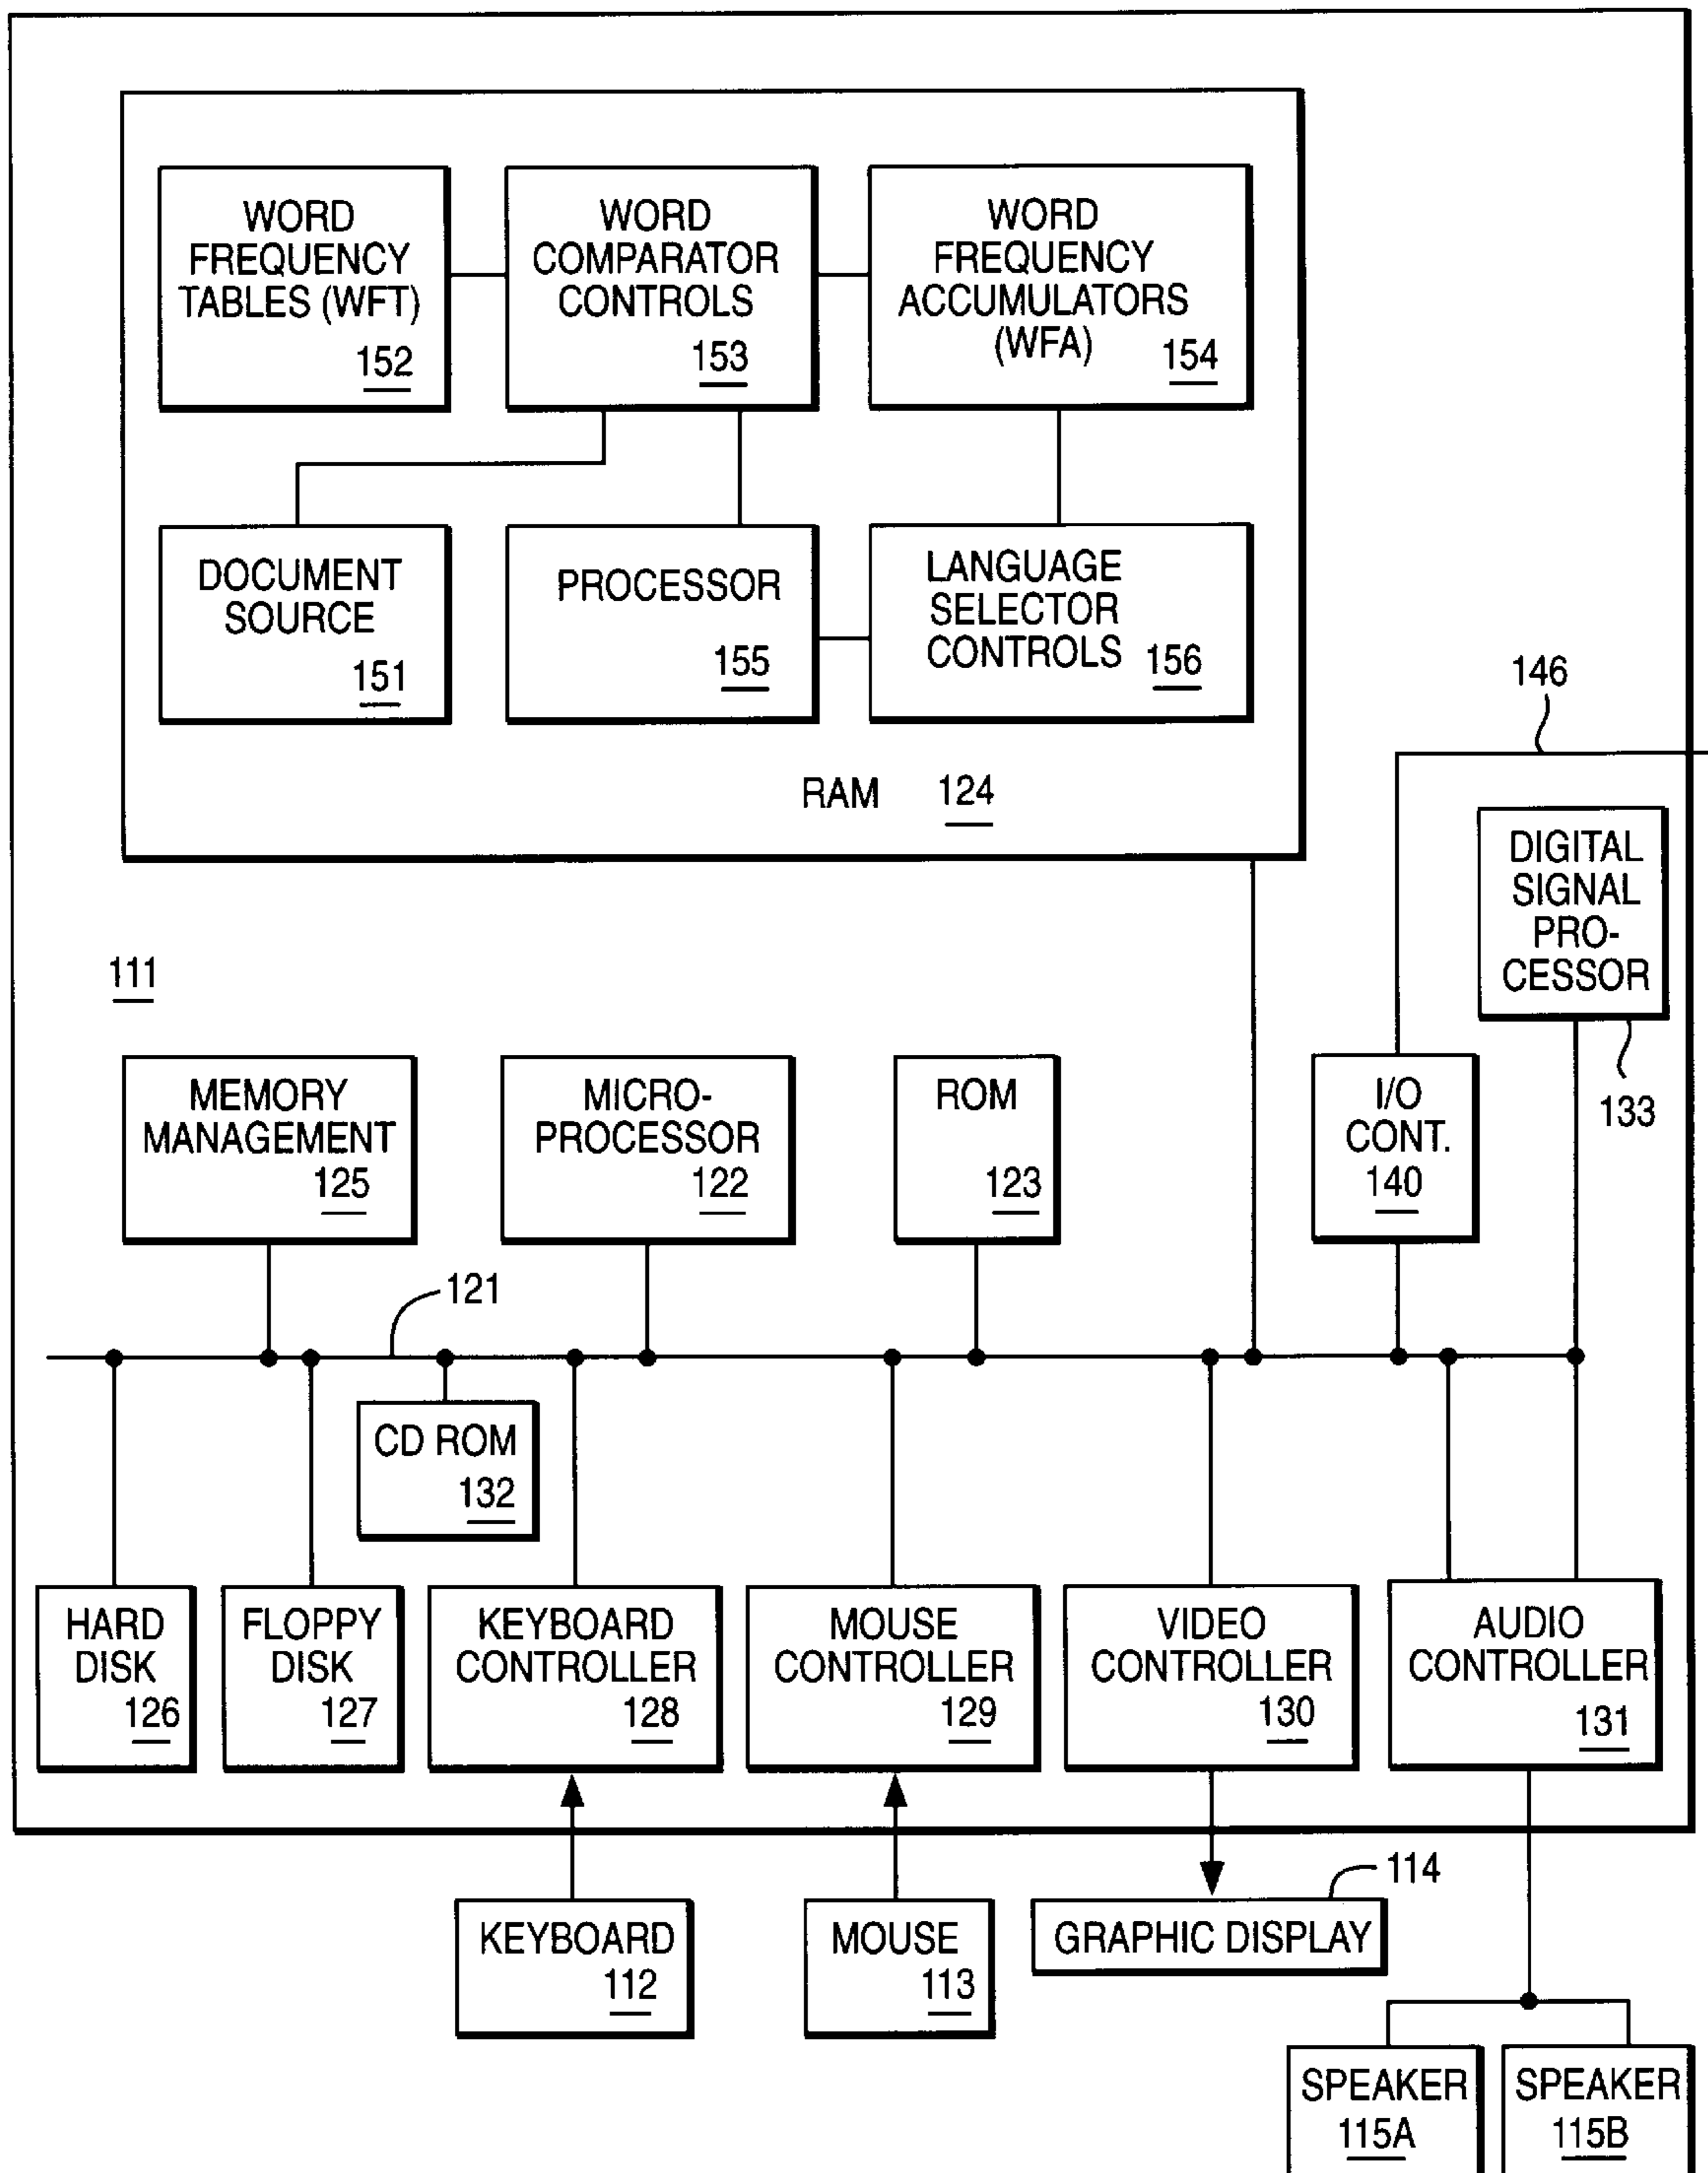 WORD
FREQUENCY
TABLES (WFT)
152
WORD
COMPARATOR
CONTROLS
153
WORD
FREQUENCY
ACCUMULATORS
(WFA)
154
DOCUMENT
SOURCE
151
PROCESSOR
155
LANGUAGE
SELECTOR
CONTROLS
156
RAM 124
146
DIGITAL
SIGNAL
PRO-
CESSOR
133
111
MEMORY
MANAGEMENT
125
MICRO-
PROCESSOR
122
ROM
123
I/O
CONT.
140
121
CD ROM
132
HARD
DISK
126
FLOPPY
DISK
127
KEYBOARD
CONTROLLER
128
MOUSE
CONTROLLER
129
VIDEO
CONTROLLER
130
AUDIO
CONTROLLER
131
KEYBOARD
112
MOUSE
113
114
GRAPHIC DISPLAY
SPEAKER
115A
SPEAKER
115B